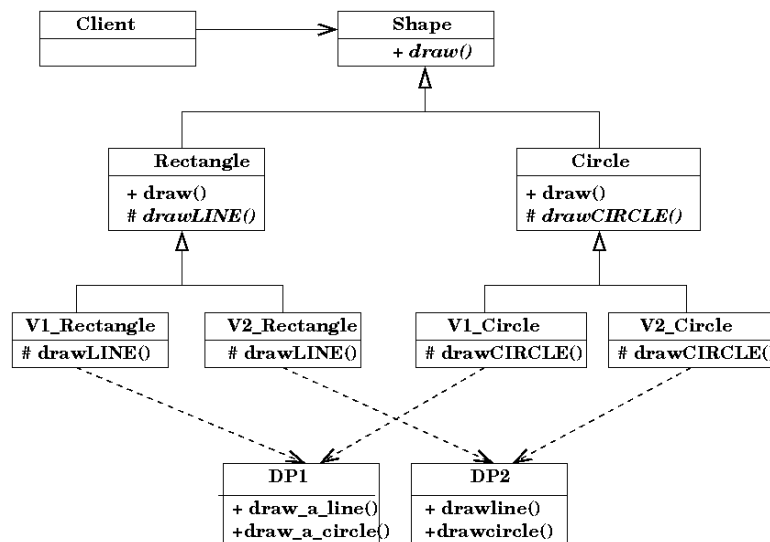 Client
Shape
+ draw()
Rectangle
+ draw()
# drawLINE()
Circle
+ draw()
# drawCIRCLE()
V1_Rectangle
# drawLINE()
V2_Rectangle
# drawLINE()
V1_Circle
# drawCIRCLE()
V2_Circle
# drawCIRCLE()
DP1
+ draw_a_line()
+draw_a_circle()
DP2
+ drawline()
+drawcircle()